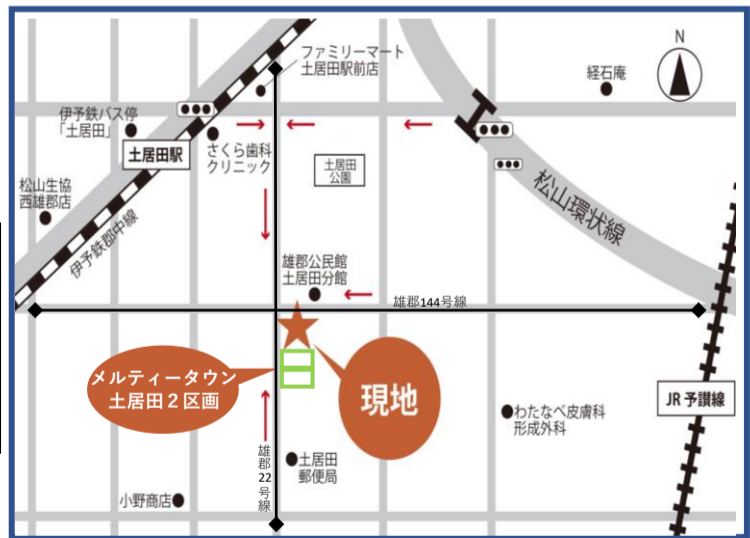 ファミリーマート
土居田駅前店
N
経石庵
伊予鉄バス停
「土居田」
土居田駅
さくら歯科
クリニック
土居田
公園
松山生協
西雄郡店
松山環状線
伊予鉄郡中線
雄郡公民館
土居田分館
雄郡144号線
メルティータウン
土居田２区画
現地
JR 予讃線
わたなべ皮膚科
形成外科
雄郡22号線
土居田
郵便局
小野商店